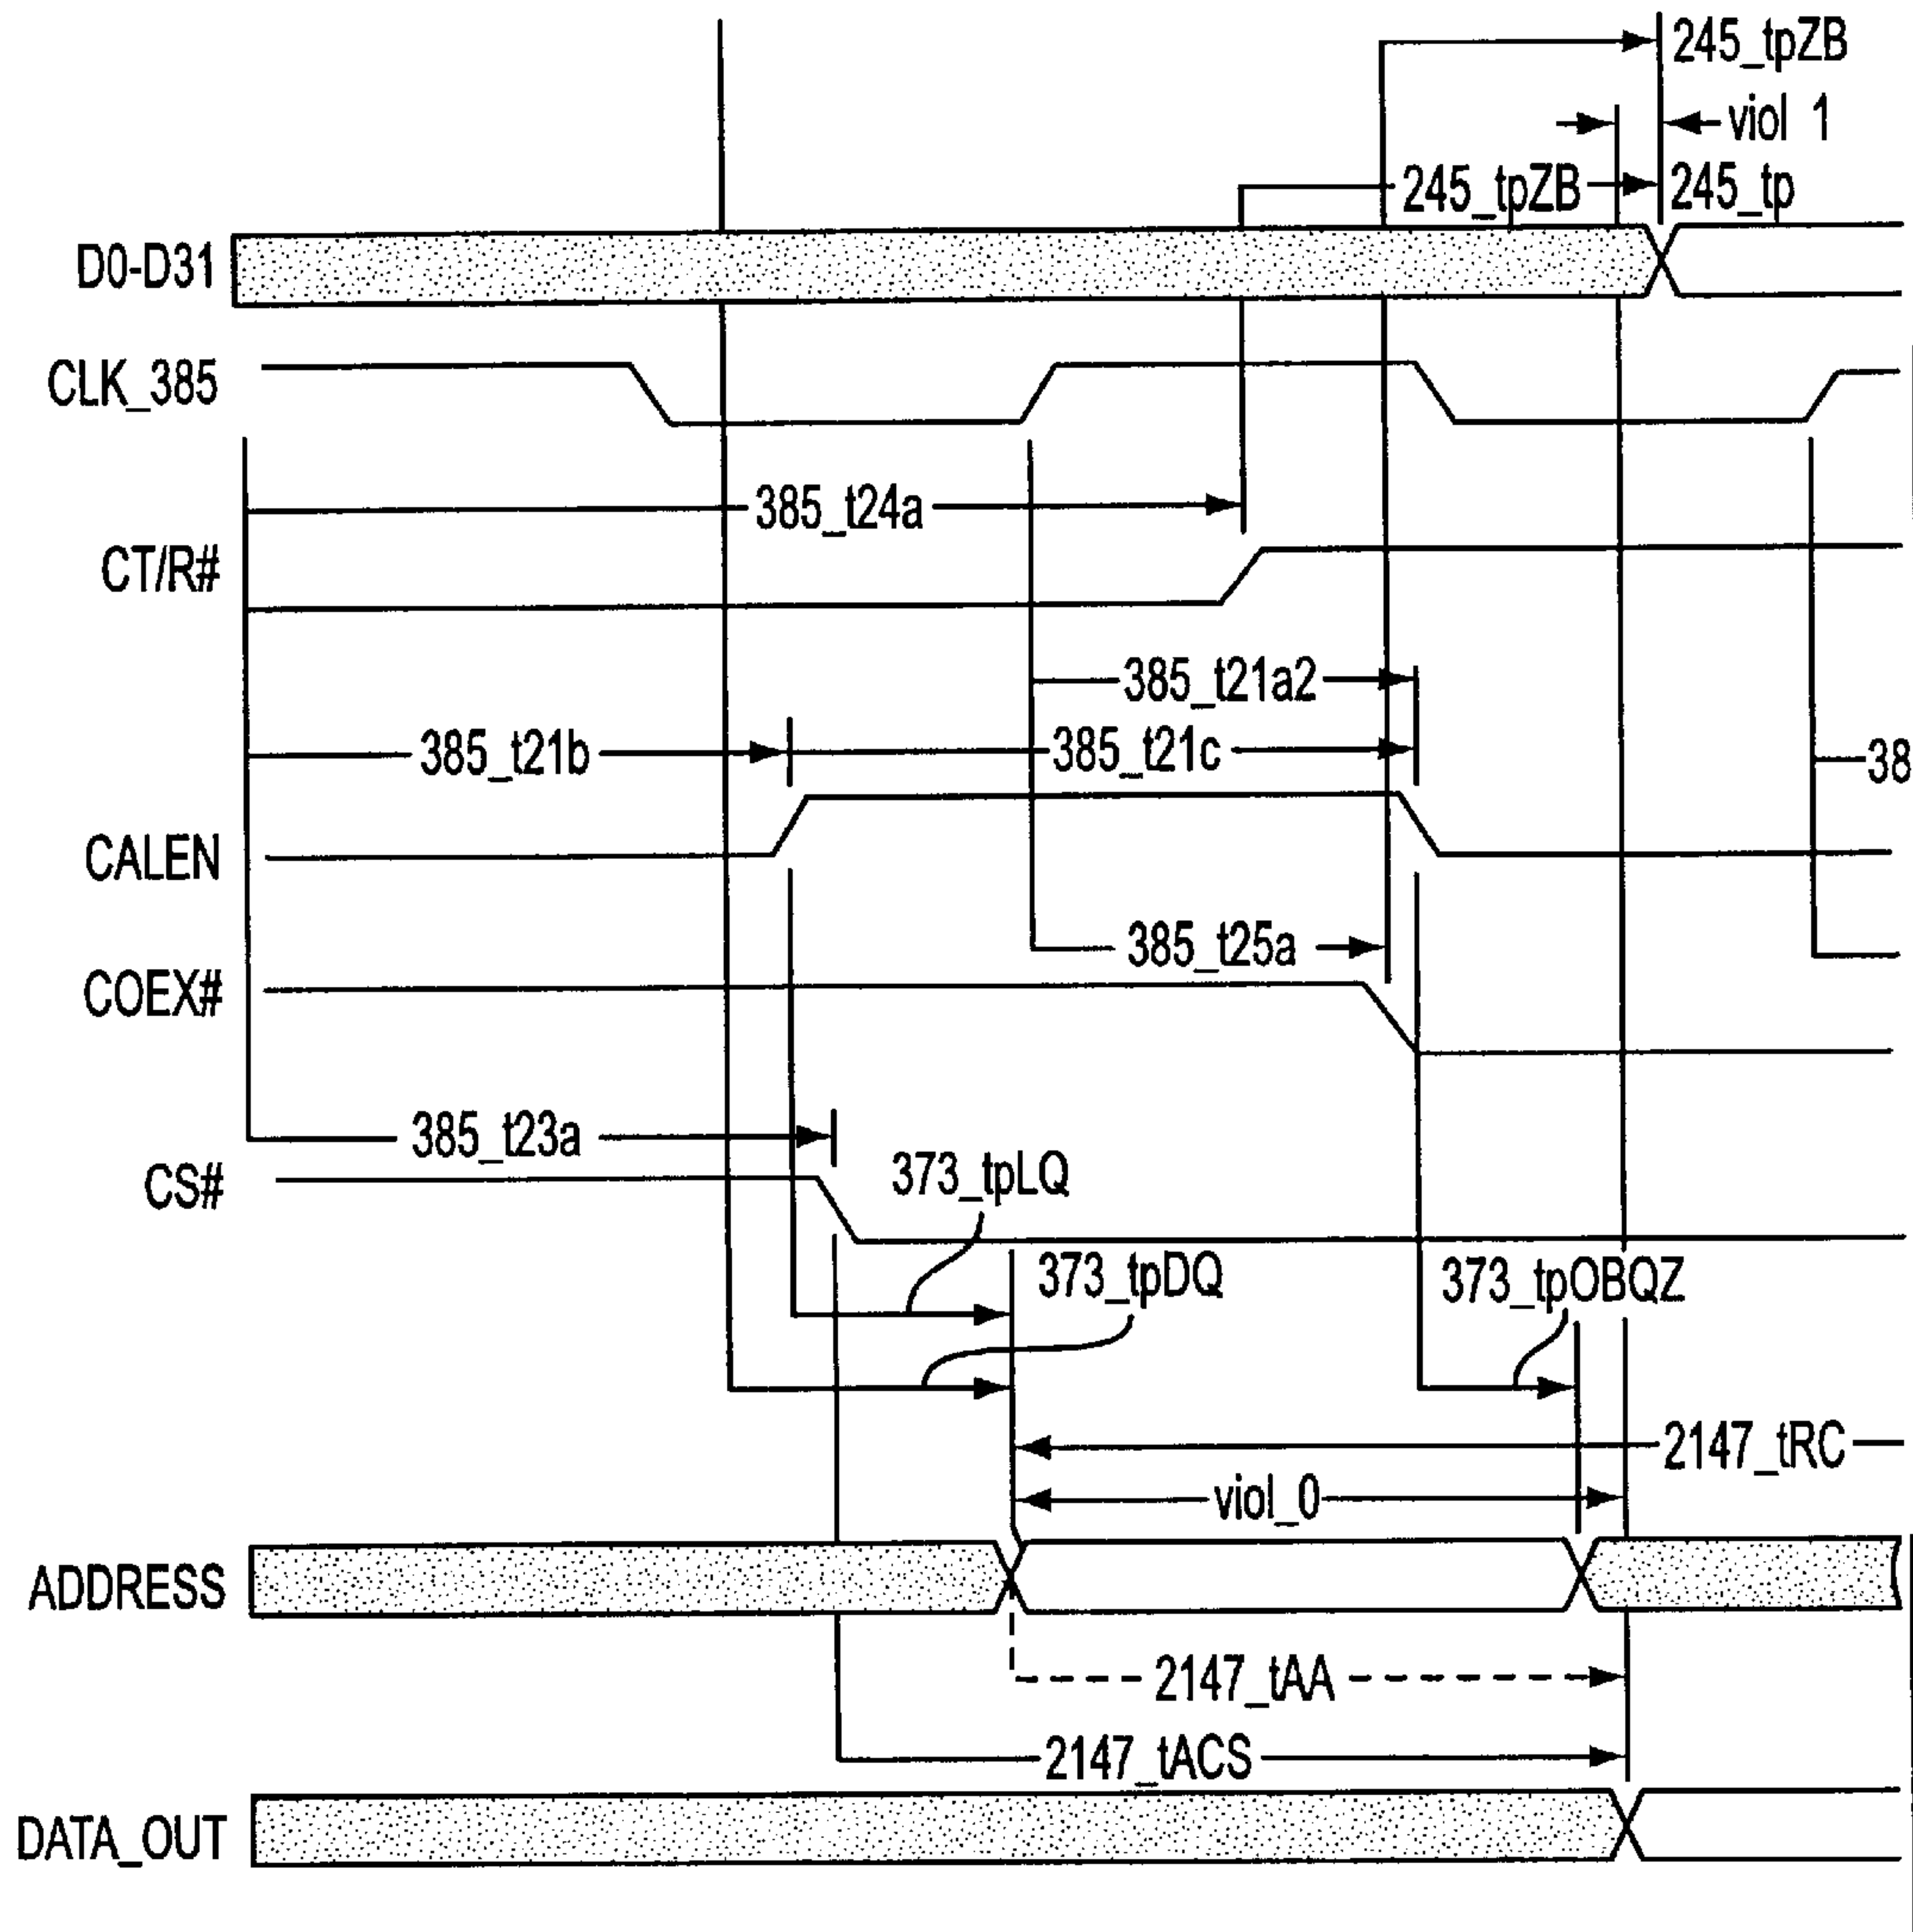 245_tpZB
viol 1
245_tpZB 245_tp
D0-D31
CLK_385
385_t24a
CT/R#
385_t21a2
385_t21b 385_t21c 38
CALEN
385_t25a
COEX#
385_t23a
CS#
373_tpLQ
373_tpDQ 373_tpOBQZ
2147_tRC
viol_0
ADDRESS
2147_tAA
2147_tACS
DATA_OUT